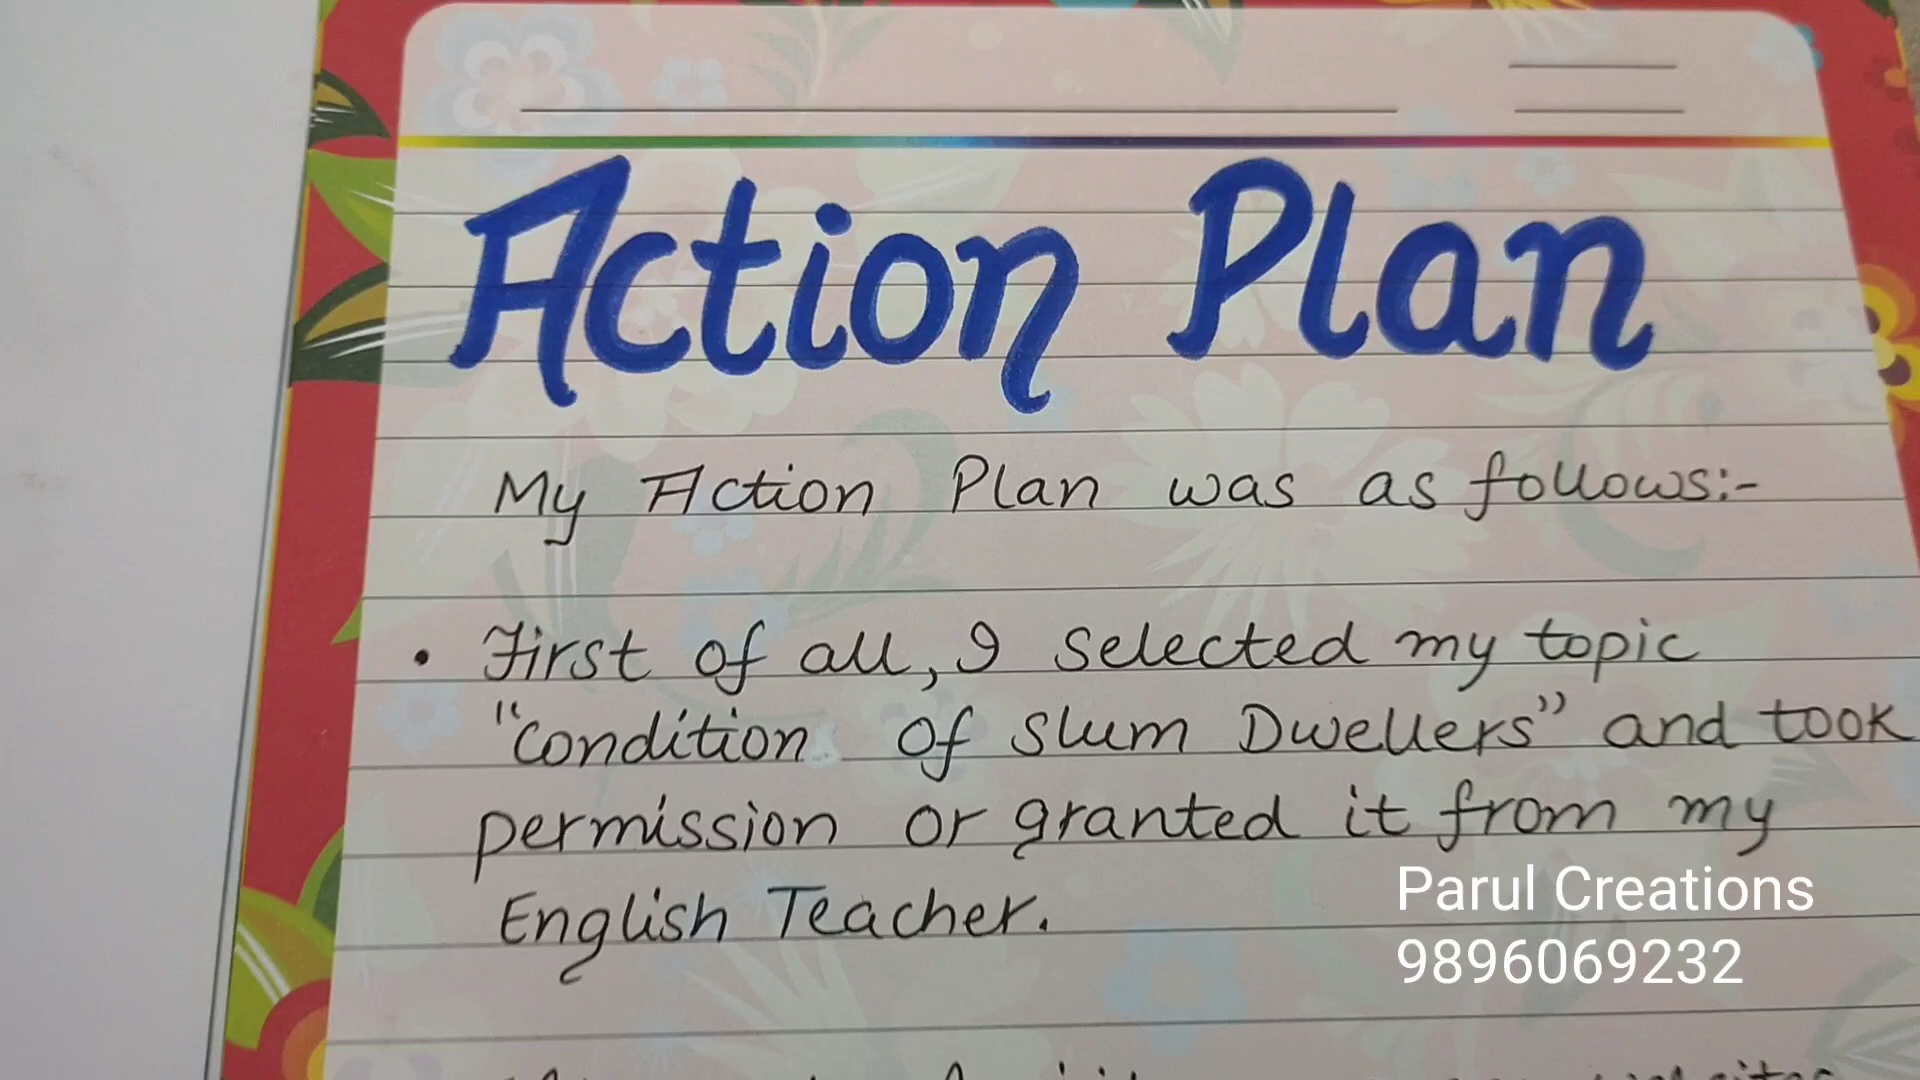 Action Plan
My Action Plan was as follows:-
• First of all, I selected my topic
"Condition of Slum Dwellers" and took
permission or granted it from my
English Teacher.
Parul Creations
9896069232